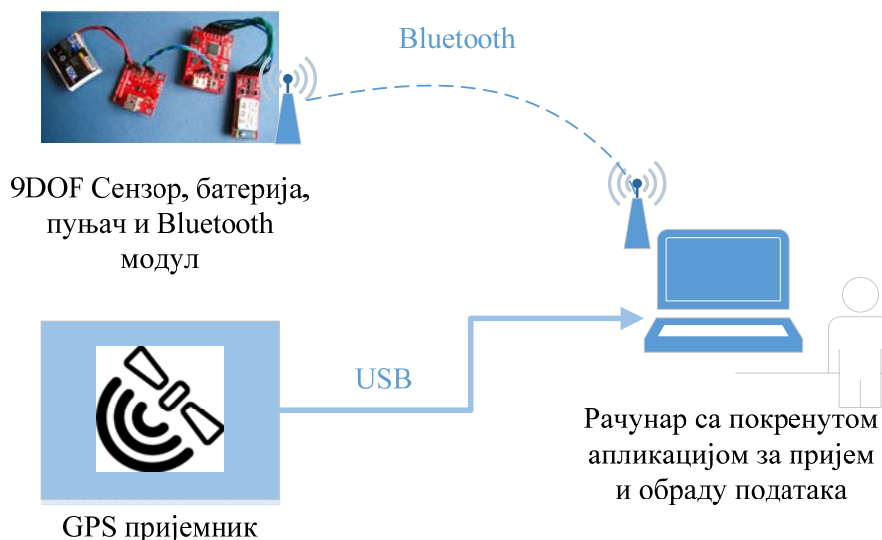 Bluetooth
9DOF Сензор, батерија,
пуњач и Bluetooth
модул
USB
GPS пријемник
Рачунар са покренутом
апликацијом за пријем
и обраду података